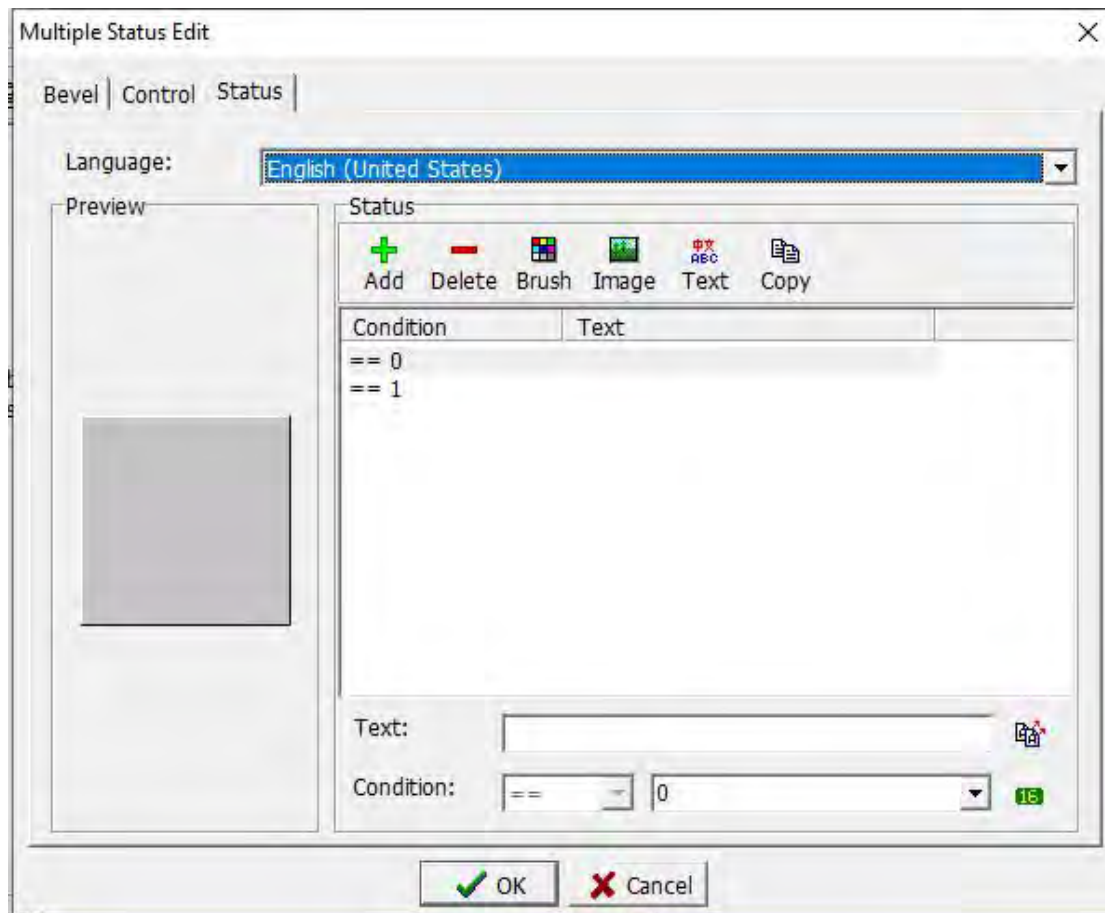 Multiple Status Edit
Bevel Control Status
Language: English (United States)
Preview
Status
中文
ABC
Add Delete Brush Image Text Copy
Condition Text
== 0
== 1
Text:
Condition: == 0 16
OK Cancel